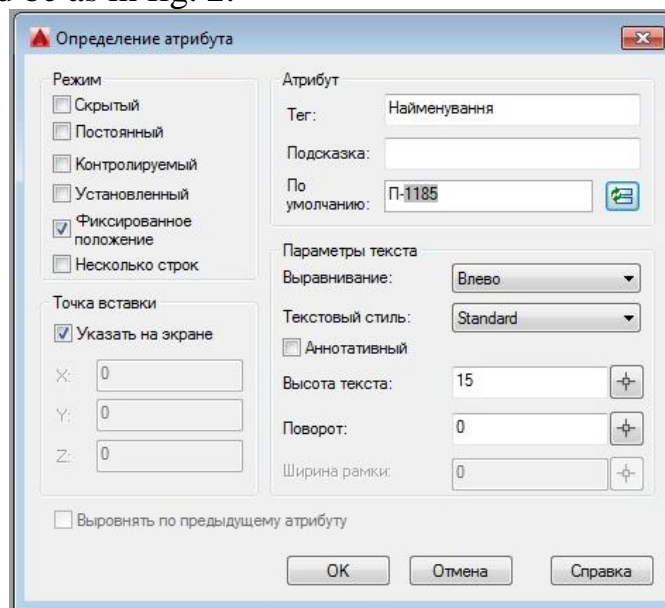 d be as in fig. 2.
Определение атрибута
Режим
Скрытый
Постоянный
Контролируемый
Установленный
Фиксированное
положение
Несколько строк
Точка вставки
Указать на экране
X: 0
Y: 0
Z: 0
Атрибут
Тег: Найменування
Подсказка:
По
умолчанию: П-1185
Параметры текста
Выравнивание: Влево
Текстовый стиль: Standard
Аннотативный
Высота текста: 15
Поворот: 0
Ширина рамки: 0
Выровнять по предыдущему атрибуту
OK Отмена Справка